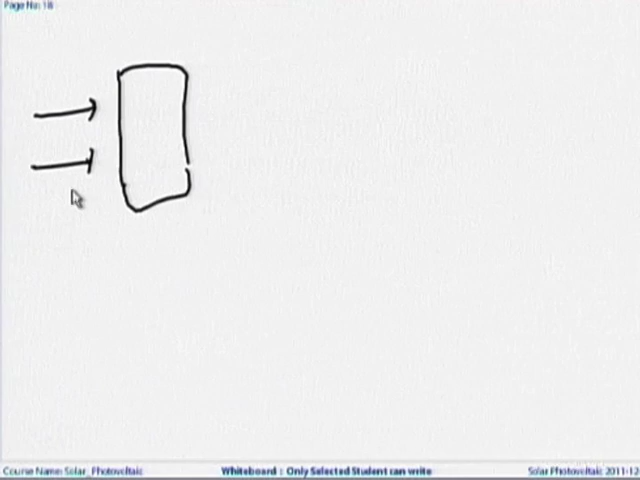 Page No: 18
Course Name: Solar_Photovoltaic
Whiteboard : Only Selected Student can write
Solar Photovoltaic 2011-12